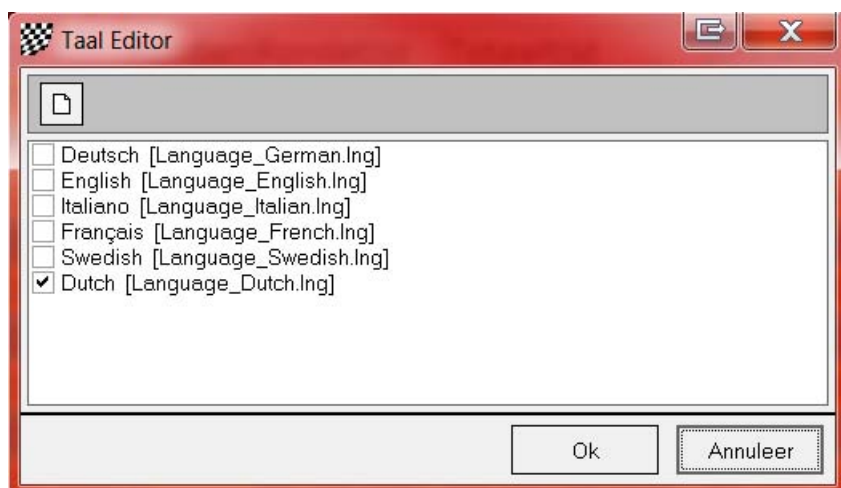 Taal Editor
Deutsch [Language_German.lng]
English [Language_English.lng]
Italiano [Language_Italian.lng]
Français [Language_French.lng]
Swedish [Language_Swedish.lng]
Dutch [Language_Dutch.lng]
Ok Annuleer